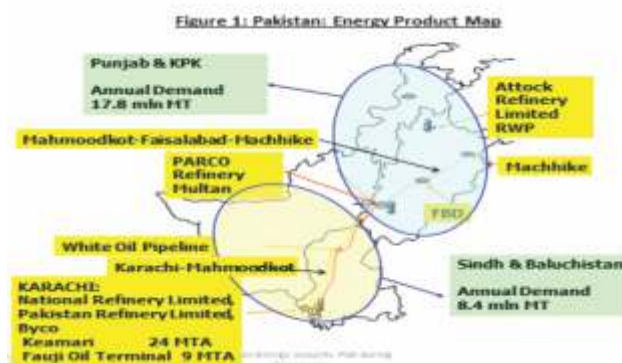 Figure 1: Pakistan: Energy Product Map
Punjab & KPK
Annual Demand
17.8 mln MT
Attock
Refinery
Limited
RWP
Mahmoodkot-Faisalabad-Machhike
PARCO
Refinery
Multan
Machhike
FBD
White Oil Pipeline
Karachi-Mahmoodkot
Sindh & Baluchistan
Annual Demand
8.4 mln MT
KARACHI:
National Refinery Limited,
Pakistan Refinery Limited,
Byco
Keamari 24 MTA
Fauji Oil Terminal 9 MTA